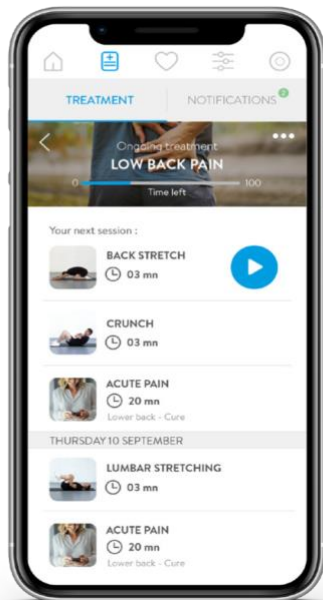 TREATMENT
NOTIFICATIONS 2
Ongoing treatment
LOW BACK PAIN
0 100
Time left
Your next session :
BACK STRETCH
03 mn
CRUNCH
03 mn
ACUTE PAIN
20 mn
Lower back - Cure
THURSDAY 10 SEPTEMBER
LUMBAR STRETCHING
03 mn
ACUTE PAIN
20 mn
Lower back - Cure